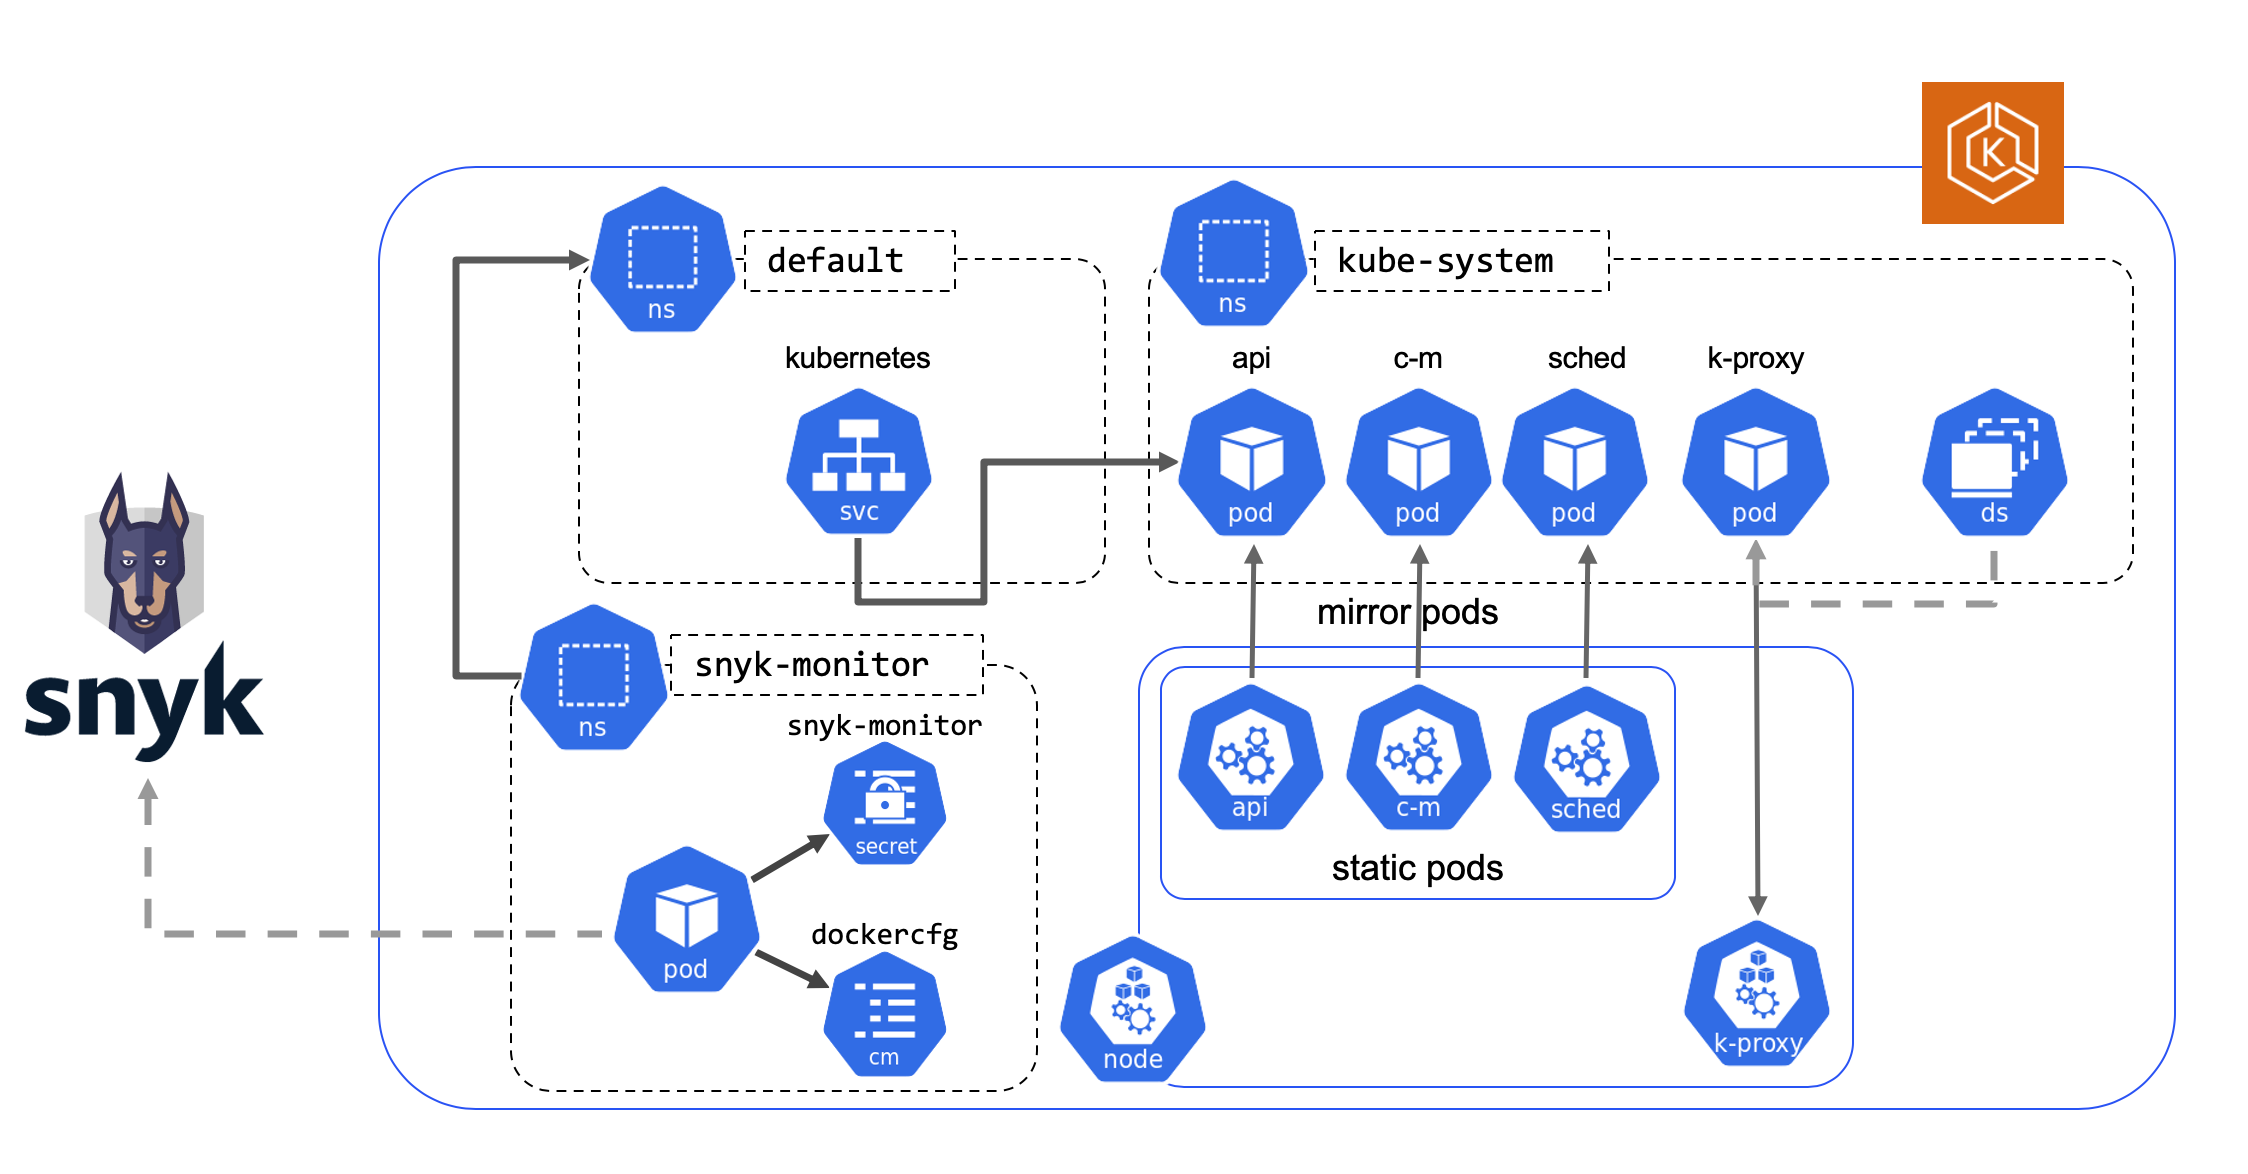 K
ns
default
ns
kube-system
kubernetes
api
c-m
sched
k-proxy
svc
pod
pod
pod
pod
ds
mirror pods
snyk
ns
snyk-monitor
snyk-monitor
secret
pod
dockercfg
cm
api
c-m
sched
static pods
node
k-proxy